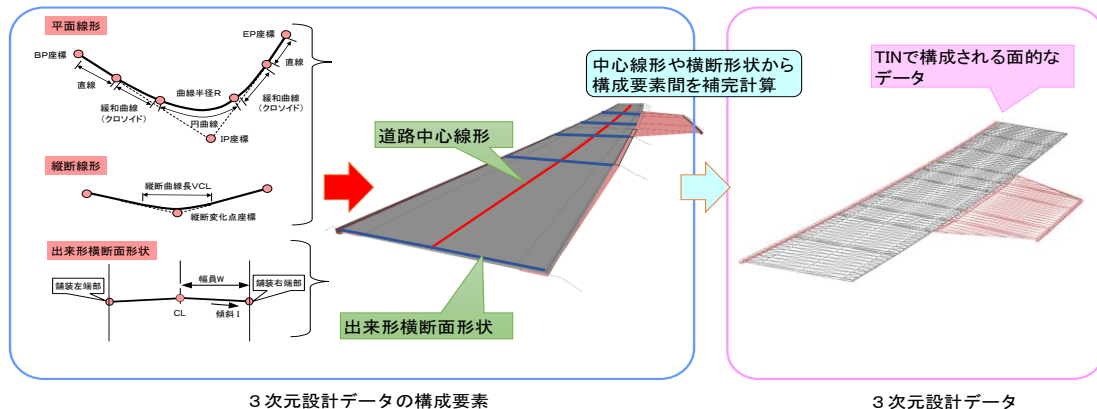 平面線形
BP座標
EP座標
直線
直線
曲線半径R
緩和曲線
(クロソイド)
円曲線
緩和曲線
(クロソイド)
IP座標
縦断線形
縦断曲線長VCL
縦断変化点座標
出来形横断面形状
幅員W
舗装左端部
舗装右端部
CL
傾斜 I
道路中心線形
出来形横断面形状
中心線形や横断形状から
構成要素間を補完計算
TINで構成される面的な
データ
３次元設計データの構成要素
３次元設計データ